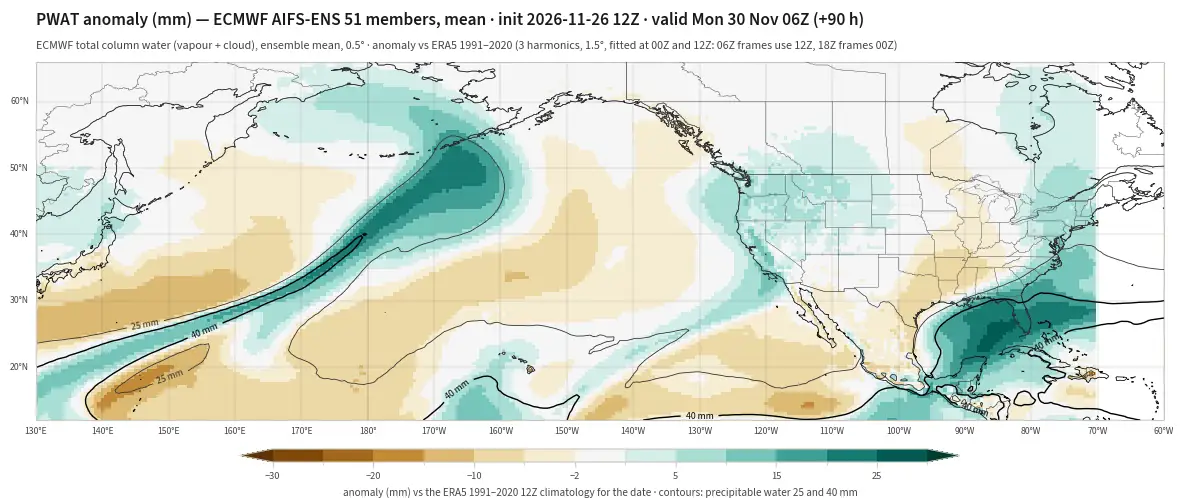 PWAT anomaly (mm) — ECMWF AIFS-ENS 51 members, mean · init 2026-11-26 12Z · valid Mon 30 Nov 06Z (+90 h)
ECMWF total column water (vapour + cloud), ensemble mean, 0.5° · anomaly vs ERA5 1991–2020 (3 harmonics, 1.5°, fitted at 00Z and 12Z: 06Z frames use 12Z, 18Z frames 00Z)
60°N
50°N
40°N
30°N
20°N
25 mm
40 mm
25 mm
40 mm
40 mm
40 mm
40 mm
130°E 140°E 150°E 160°E 170°E 180° 170°W 160°W 150°W 140°W 130°W 120°W 110°W 100°W 90°W 80°W 70°W 60°W
−30 −20 −10 −2 5 15 25
anomaly (mm) vs the ERA5 1991–2020 12Z climatology for the date · contours: precipitable water 25 and 40 mm